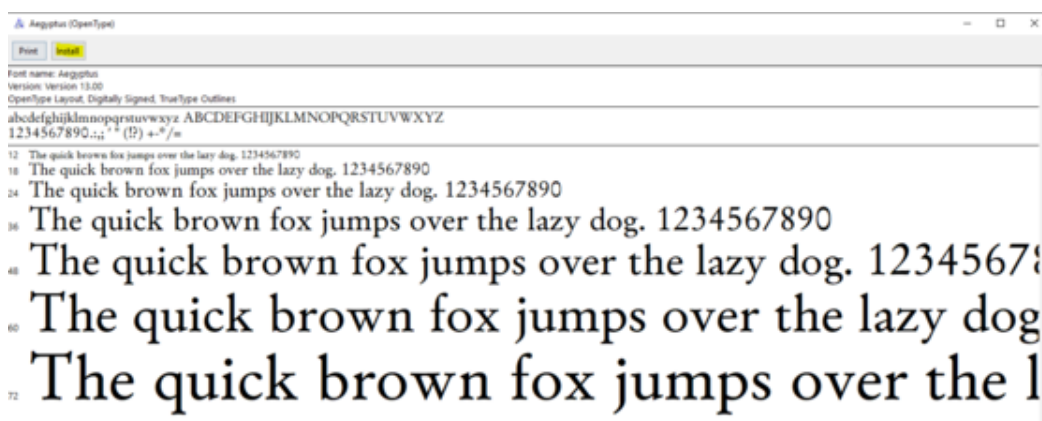 Aegyptus (OpenType)
Print Install
Font name: Aegyptus
Version: Version 13.00
OpenType Layout, Digitally Signed, TrueType Outlines
abcdefghijklmnopqrstuvwxyz ABCDEFGHIJKLMNOPQRSTUVWXYZ
1234567890.:,; ' " (!?) +-*/=
12 The quick brown fox jumps over the lazy dog. 1234567890
18 The quick brown fox jumps over the lazy dog. 1234567890
24 The quick brown fox jumps over the lazy dog. 1234567890
36 The quick brown fox jumps over the lazy dog. 1234567890
48 The quick brown fox jumps over the lazy dog. 1234567
60 The quick brown fox jumps over the lazy dog
72 The quick brown fox jumps over the l